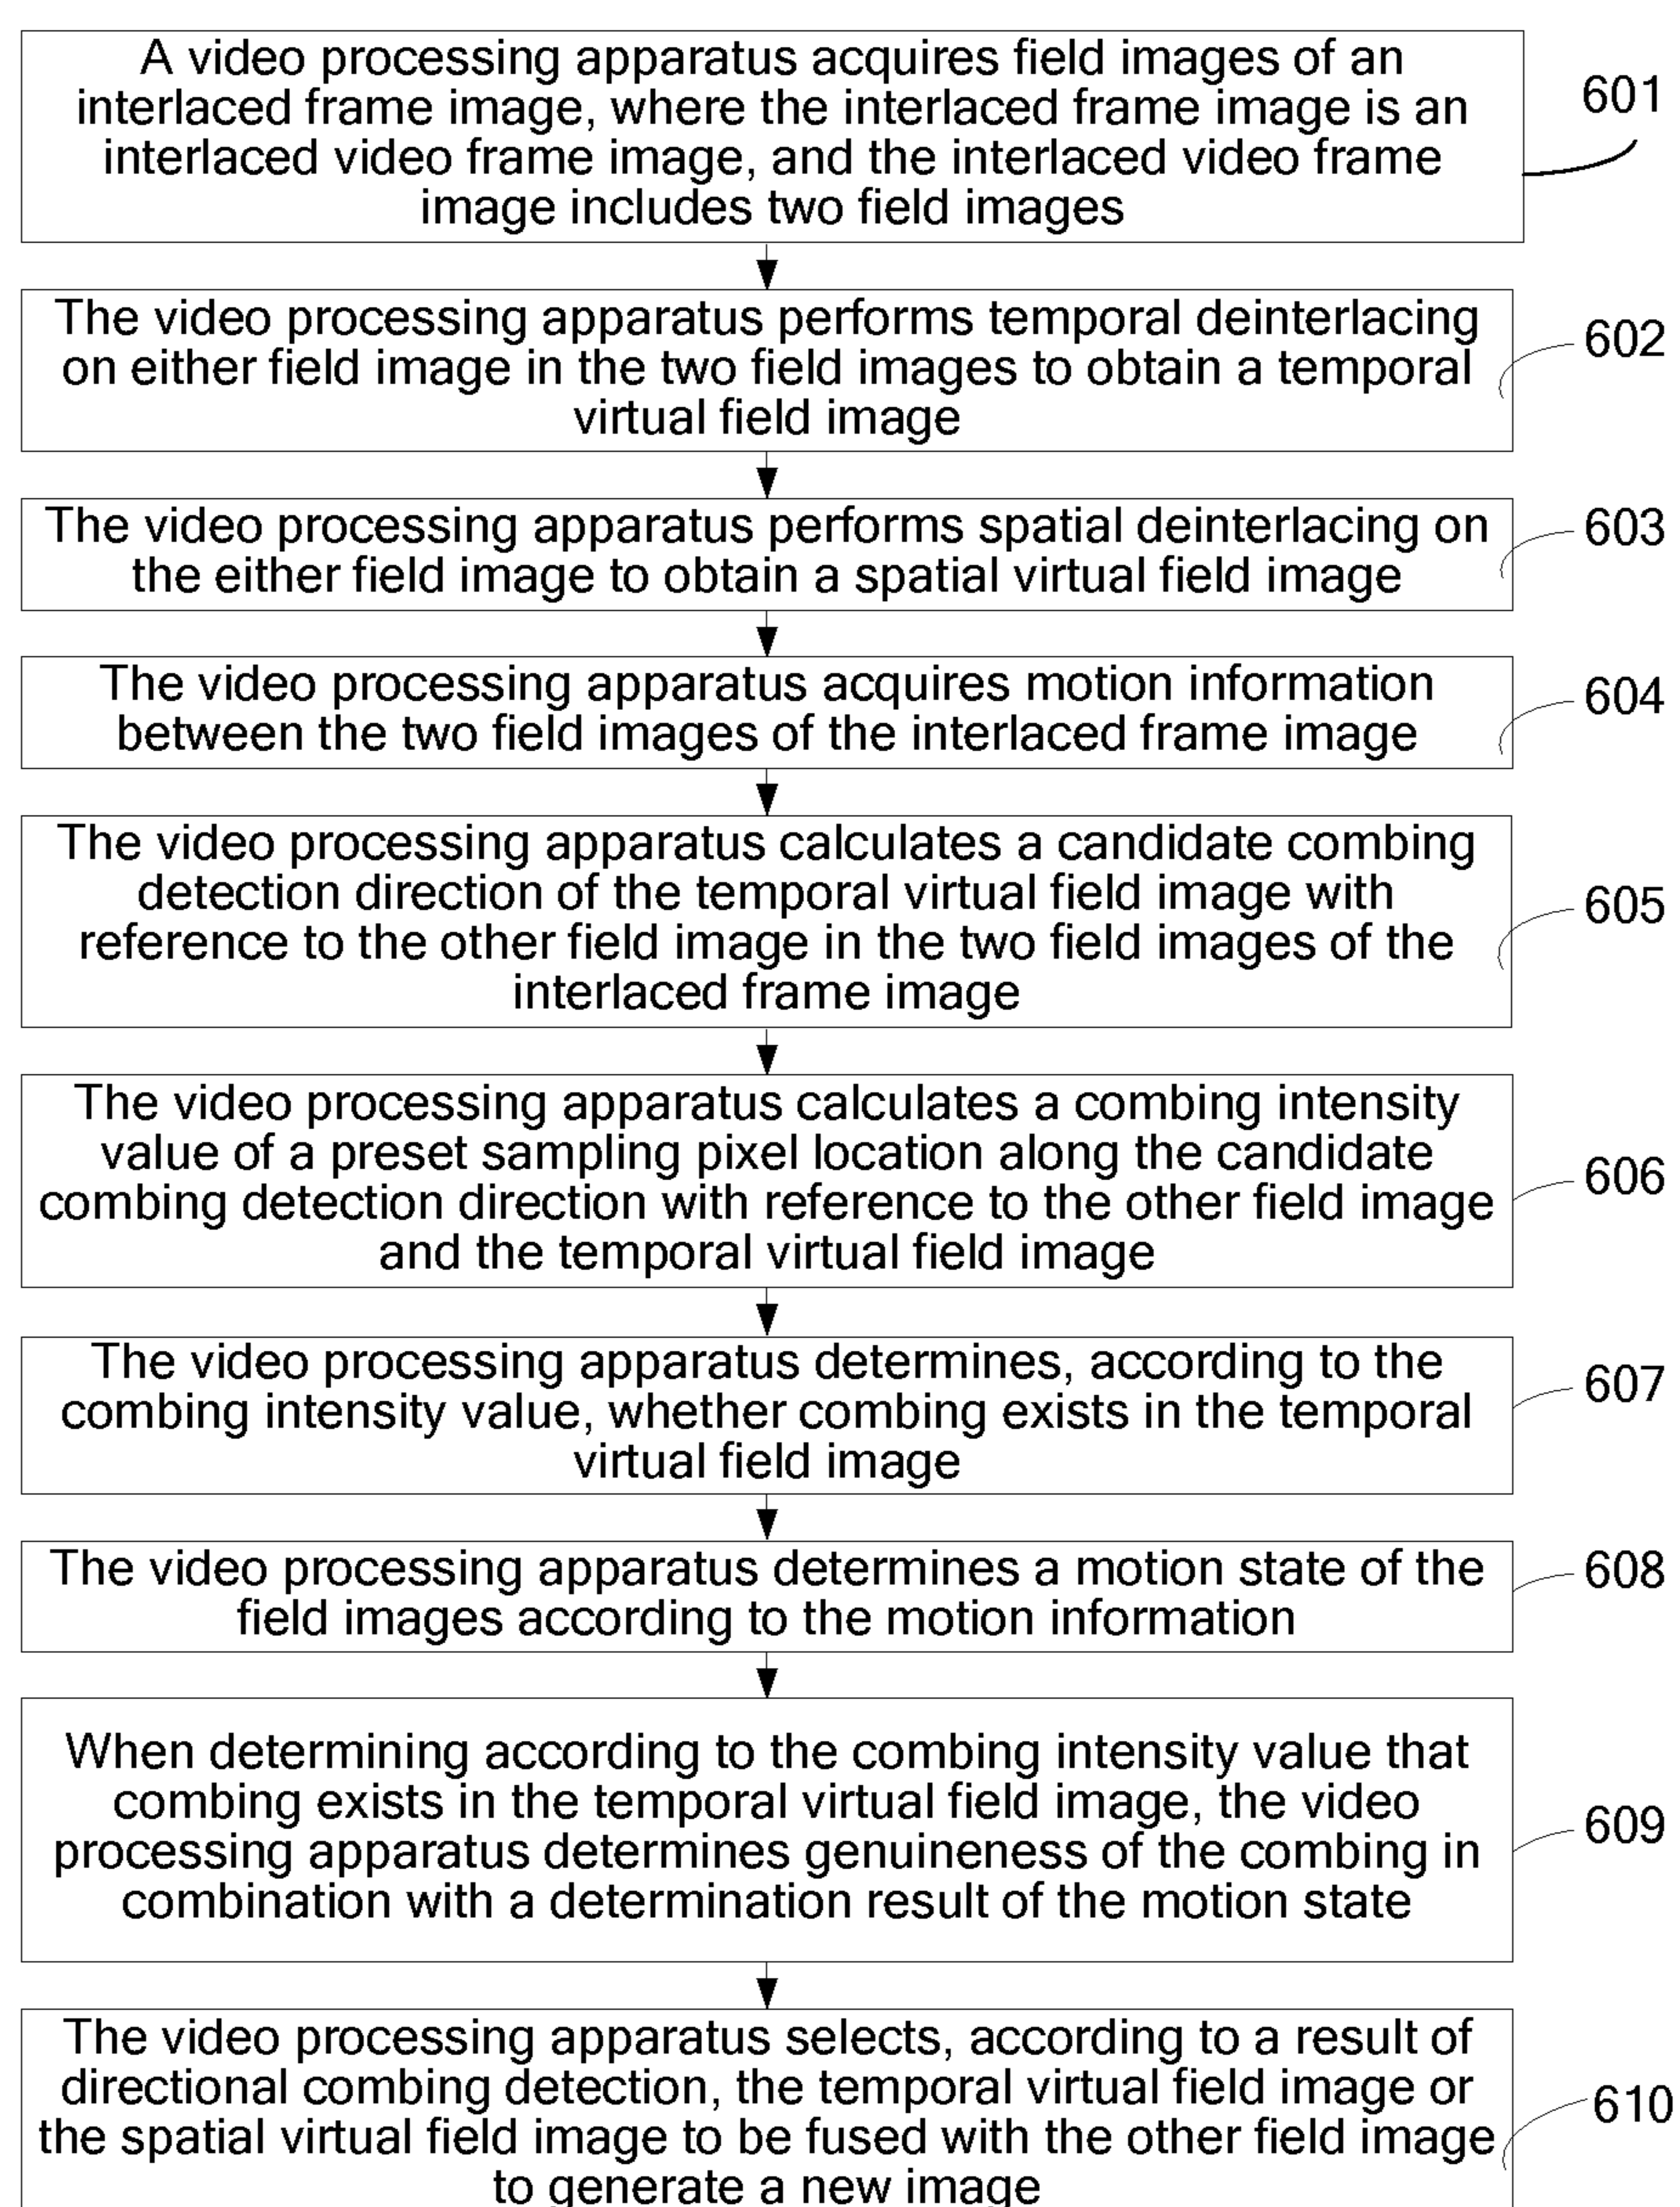 A video processing apparatus acquires field images of an
interlaced frame image, where the interlaced frame image is an
interlaced video frame image, and the interlaced video frame
image includes two field images
601
The video processing apparatus performs temporal deinterlacing
on either field image in the two field images to obtain a temporal
virtual field image
602
The video processing apparatus performs spatial deinterlacing on
the either field image to obtain a spatial virtual field image
603
The video processing apparatus acquires motion information
between the two field images of the interlaced frame image
604
The video processing apparatus calculates a candidate combing
detection direction of the temporal virtual field image with
reference to the other field image in the two field images of the
interlaced frame image
605
The video processing apparatus calculates a combing intensity
value of a preset sampling pixel location along the candidate
combing detection direction with reference to the other field image
and the temporal virtual field image
606
The video processing apparatus determines, according to the
combing intensity value, whether combing exists in the temporal
virtual field image
607
The video processing apparatus determines a motion state of the
field images according to the motion information
608
When determining according to the combing intensity value that
combing exists in the temporal virtual field image, the video
processing apparatus determines genuineness of the combing in
combination with a determination result of the motion state
609
The video processing apparatus selects, according to a result of
directional combing detection, the temporal virtual field image or
the spatial virtual field image to be fused with the other field image
to generate a new image
610